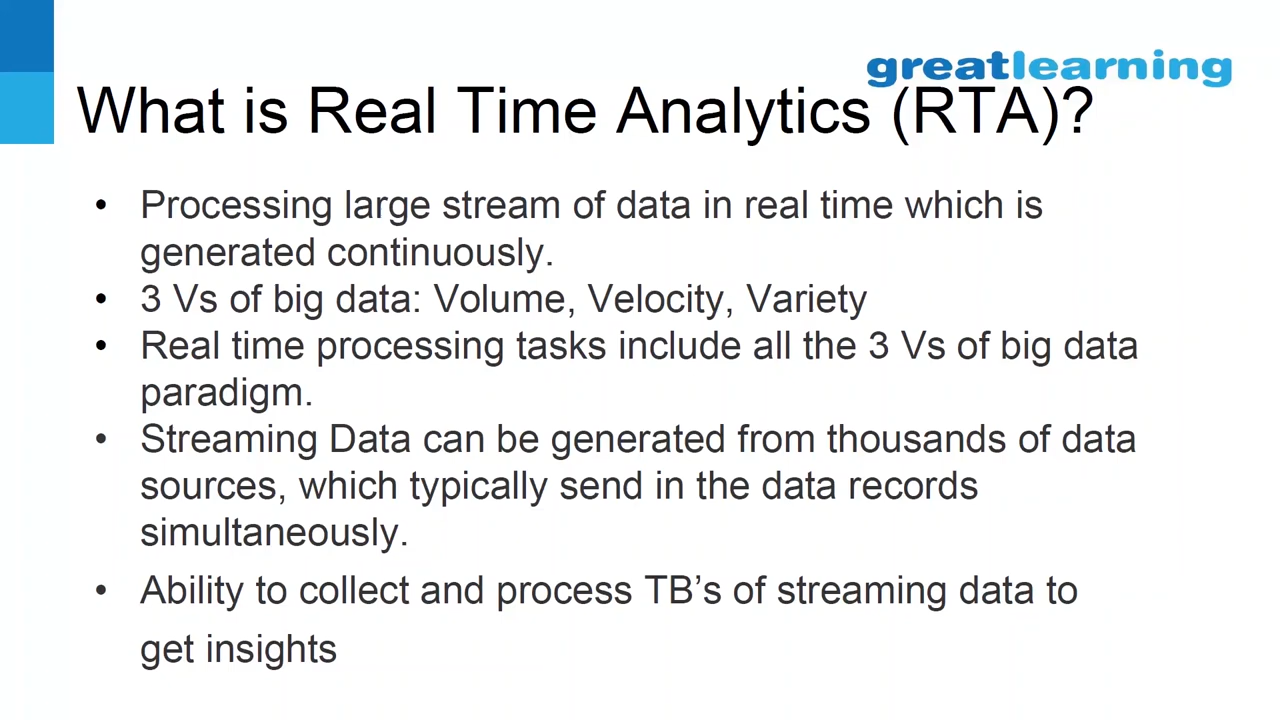 greatlearning
What is Real Time Analytics (RTA)?
• Processing large stream of data in real time which is
generated continuously.
• 3 Vs of big data: Volume, Velocity, Variety
• Real time processing tasks include all the 3 Vs of big data
paradigm.
• Streaming Data can be generated from thousands of data
sources, which typically send in the data records
simultaneously.
• Ability to collect and process TB’s of streaming data to
get insights